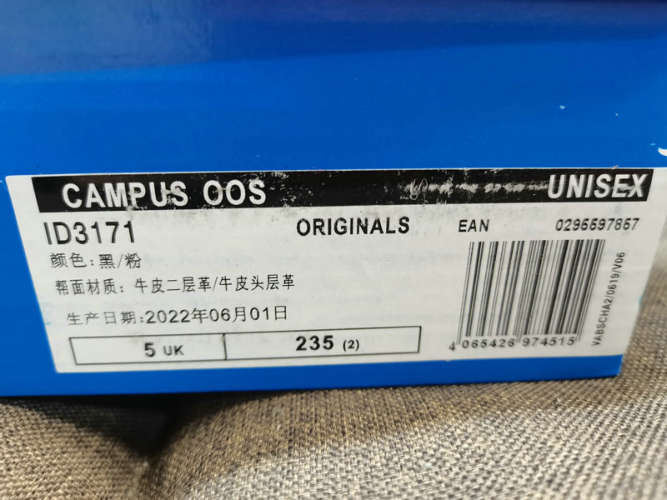 CAMPUS 00S UNISEX
ID3171 ORIGINALS EAN 0295597857
颜色:黑/粉
帮面材质: 牛皮二层革/牛皮头层革
生产日期:2022年06月01日
5 UK 235 (2)
4 065426 974515
YABSCHA2/0619/V06